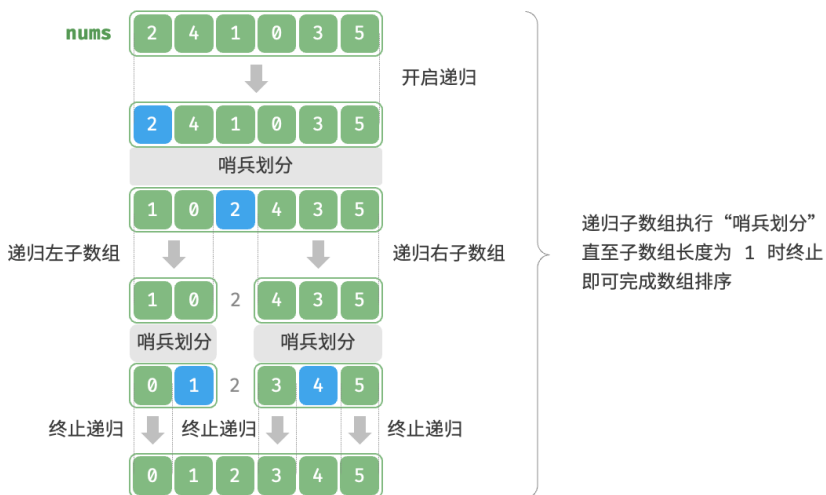 nums 2 4 1 0 3 5
开启递归
2 4 1 0 3 5
哨兵划分
1 0 2 4 3 5
递归左子数组 递归右子数组
1 0 2 4 3 5
哨兵划分 哨兵划分
0 1 2 3 4 5
终止递归 终止递归 终止递归
0 1 2 3 4 5
递归子数组执行“哨兵划分”
直至子数组长度为 1 时终止
即可完成数组排序